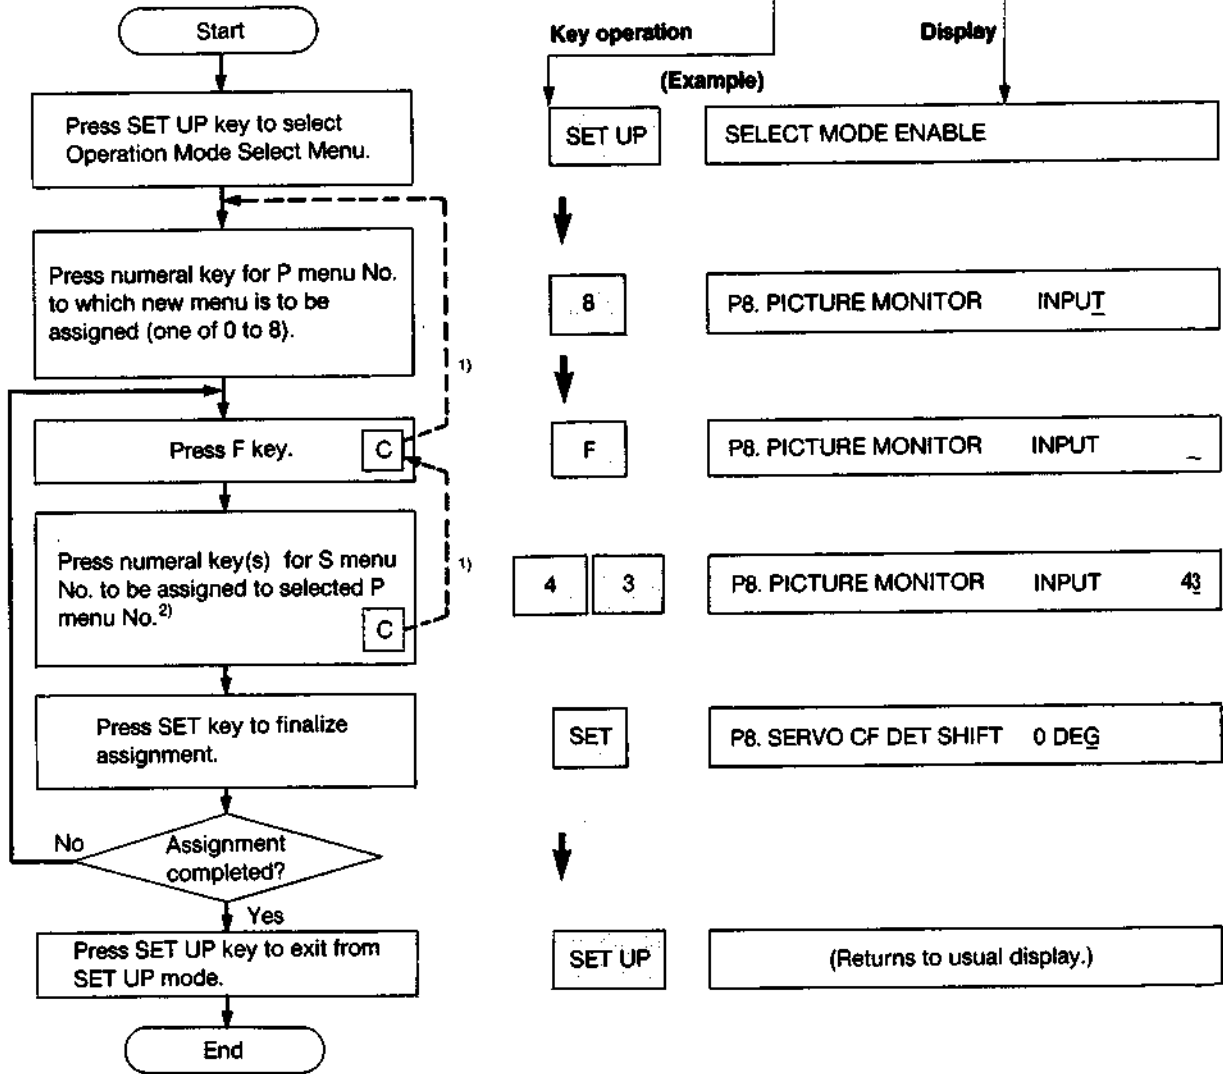 Start
Key operation
Display
(Example)
Press SET UP key to select
Operation Mode Select Menu.
SET UP
SELECT MODE ENABLE
Press numeral key for P menu No.
to which new menu is to be
assigned (one of 0 to 8).
8
P8. PICTURE MONITOR INPUT
1)
Press F key.
C
F
P8. PICTURE MONITOR INPUT _
Press numeral key(s) for S menu
No. to be assigned to selected P
menu No.2)
C
1)
4 3
P8. PICTURE MONITOR INPUT 43
Press SET key to finalize
assignment.
SET
P8. SERVO CF DET SHIFT 0 DEG
No
Assignment
completed?
Yes
Press SET UP key to exit from
SET UP mode.
SET UP
(Returns to usual display.)
End